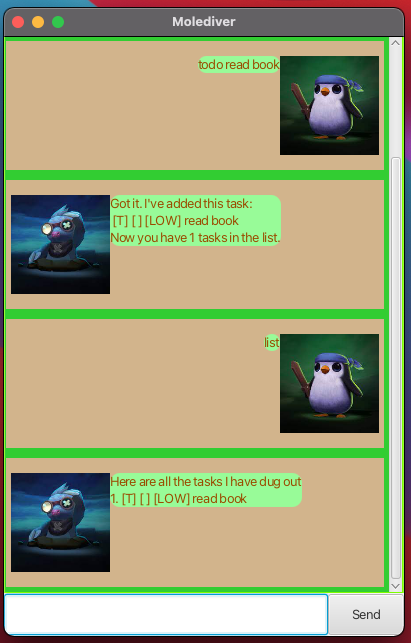 Molediver
todo read book
Got it. I've added this task:
[T] [ ] [LOW] read book
Now you have 1 tasks in the list.
list
Here are all the tasks I have dug out
1. [T] [ ] [LOW] read book
Send